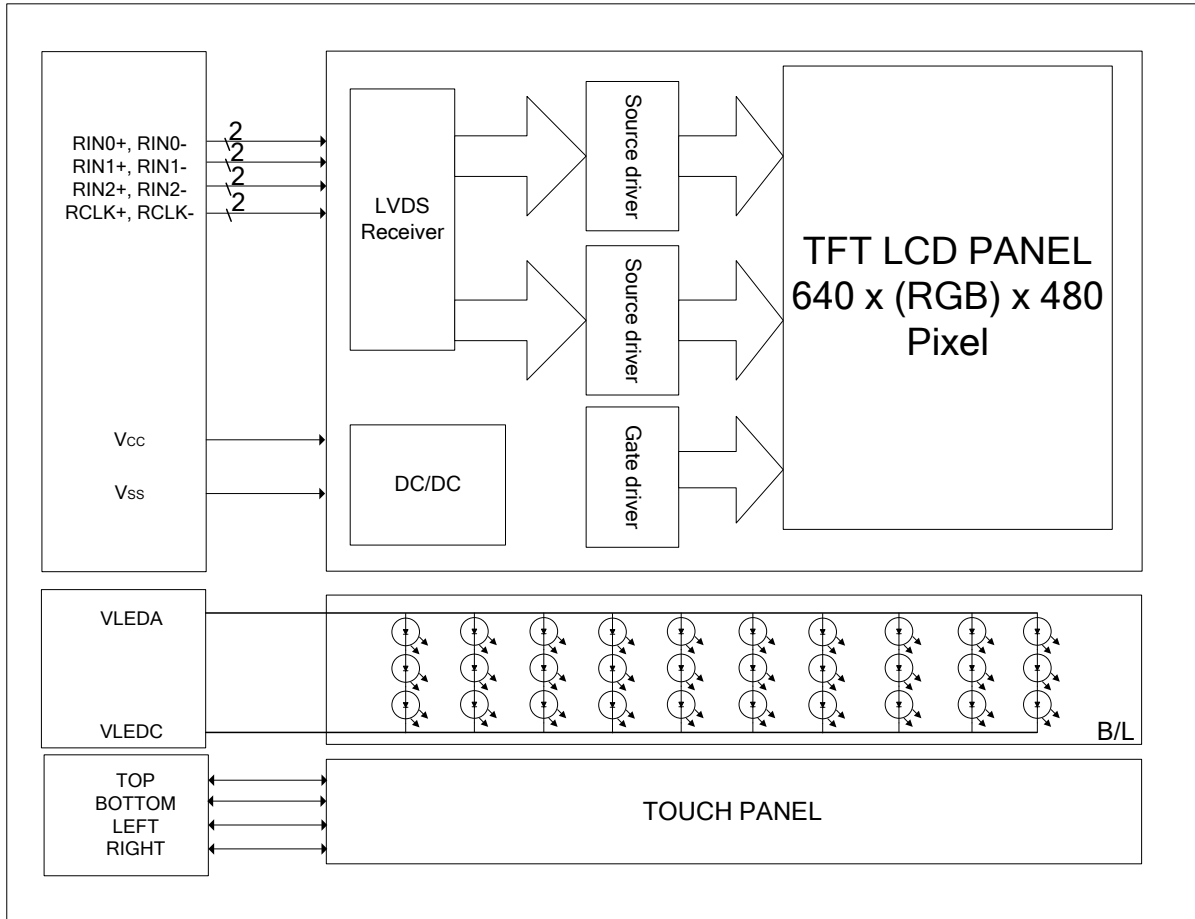 RIN0+, RIN0-
2
RIN1+, RIN1-
2
RIN2+, RIN2-
2
RCLK+, RCLK-
2
LVDS
Receiver
Source driver
Source driver
Gate driver
TFT LCD PANEL
640 x (RGB) x 480
Pixel
Vcc
Vss
DC/DC
VLEDA
VLEDC
B/L
TOP
BOTTOM
LEFT
RIGHT
TOUCH PANEL